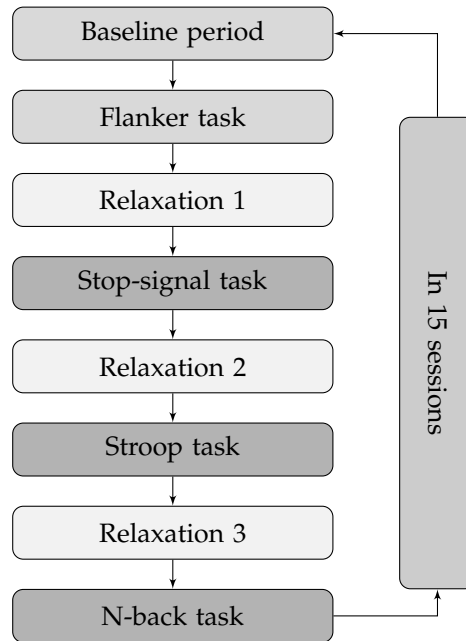 Baseline period
Flanker task
Relaxation 1
Stop-signal task
Relaxation 2
Stroop task
Relaxation 3
N-back task
In 15 sessions